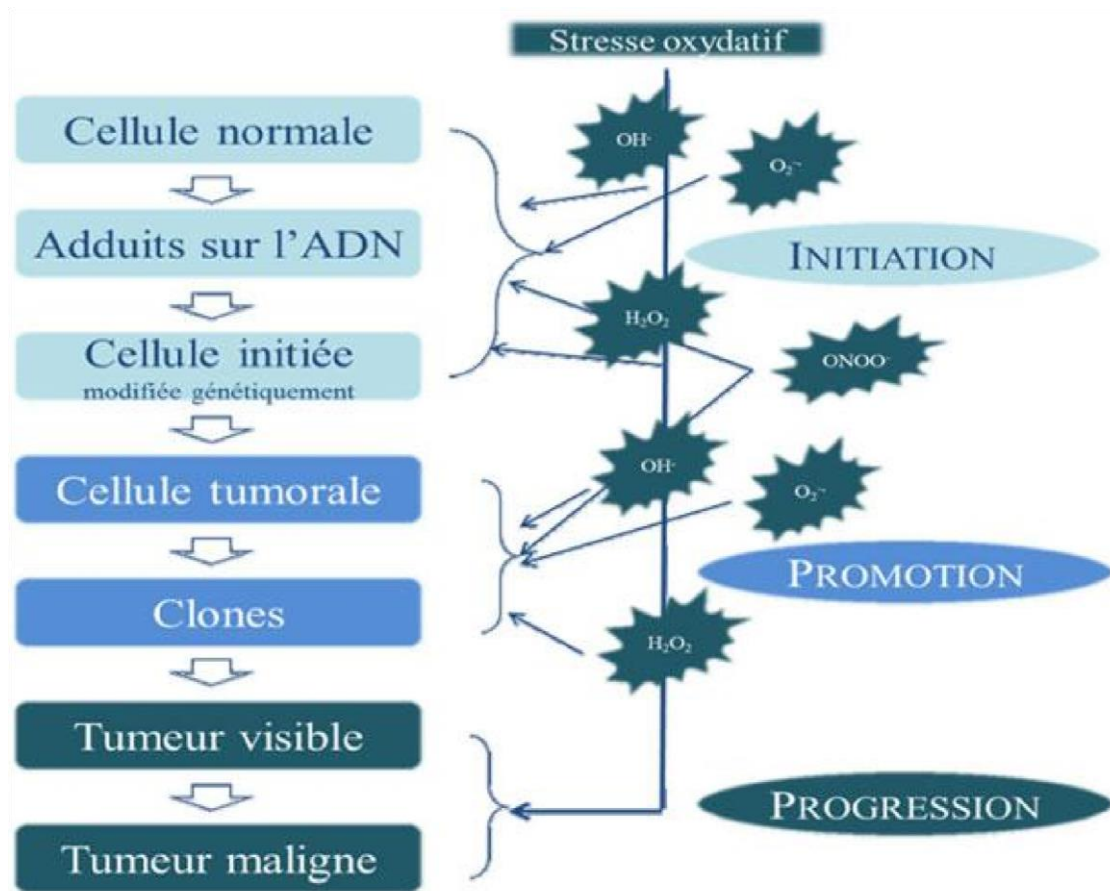 Stresse oxydatif
Cellule normale
OH·
O₂·⁻
Adduits sur l'ADN
INITIATION
H₂O₂
Cellule initiée
modifiée génétiquement
ONOO⁻
Cellule tumorale
OH·
O₂·⁻
PROMOTION
Clones
H₂O₂
Tumeur visible
PROGRESSION
Tumeur maligne